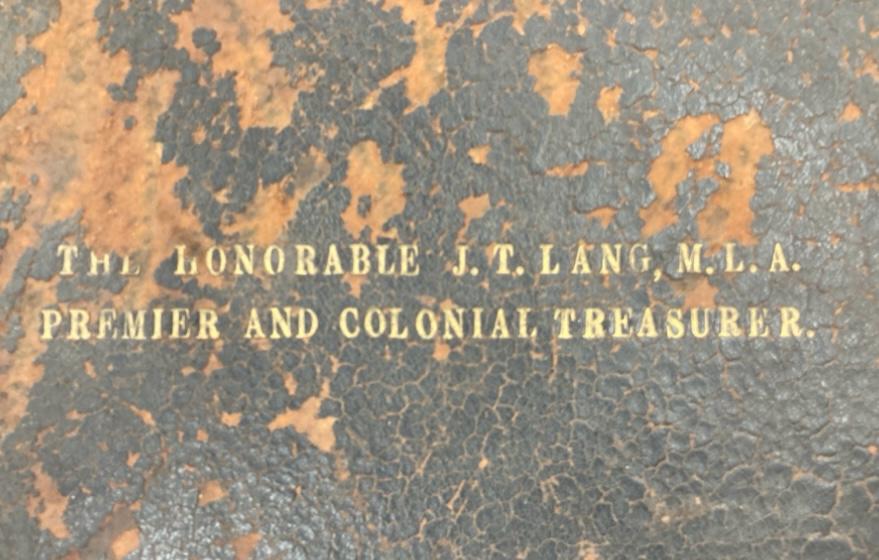 THE HONORABLE J. T. LANG, M. L. A.
PREMIER AND COLONIAL TREASURER.